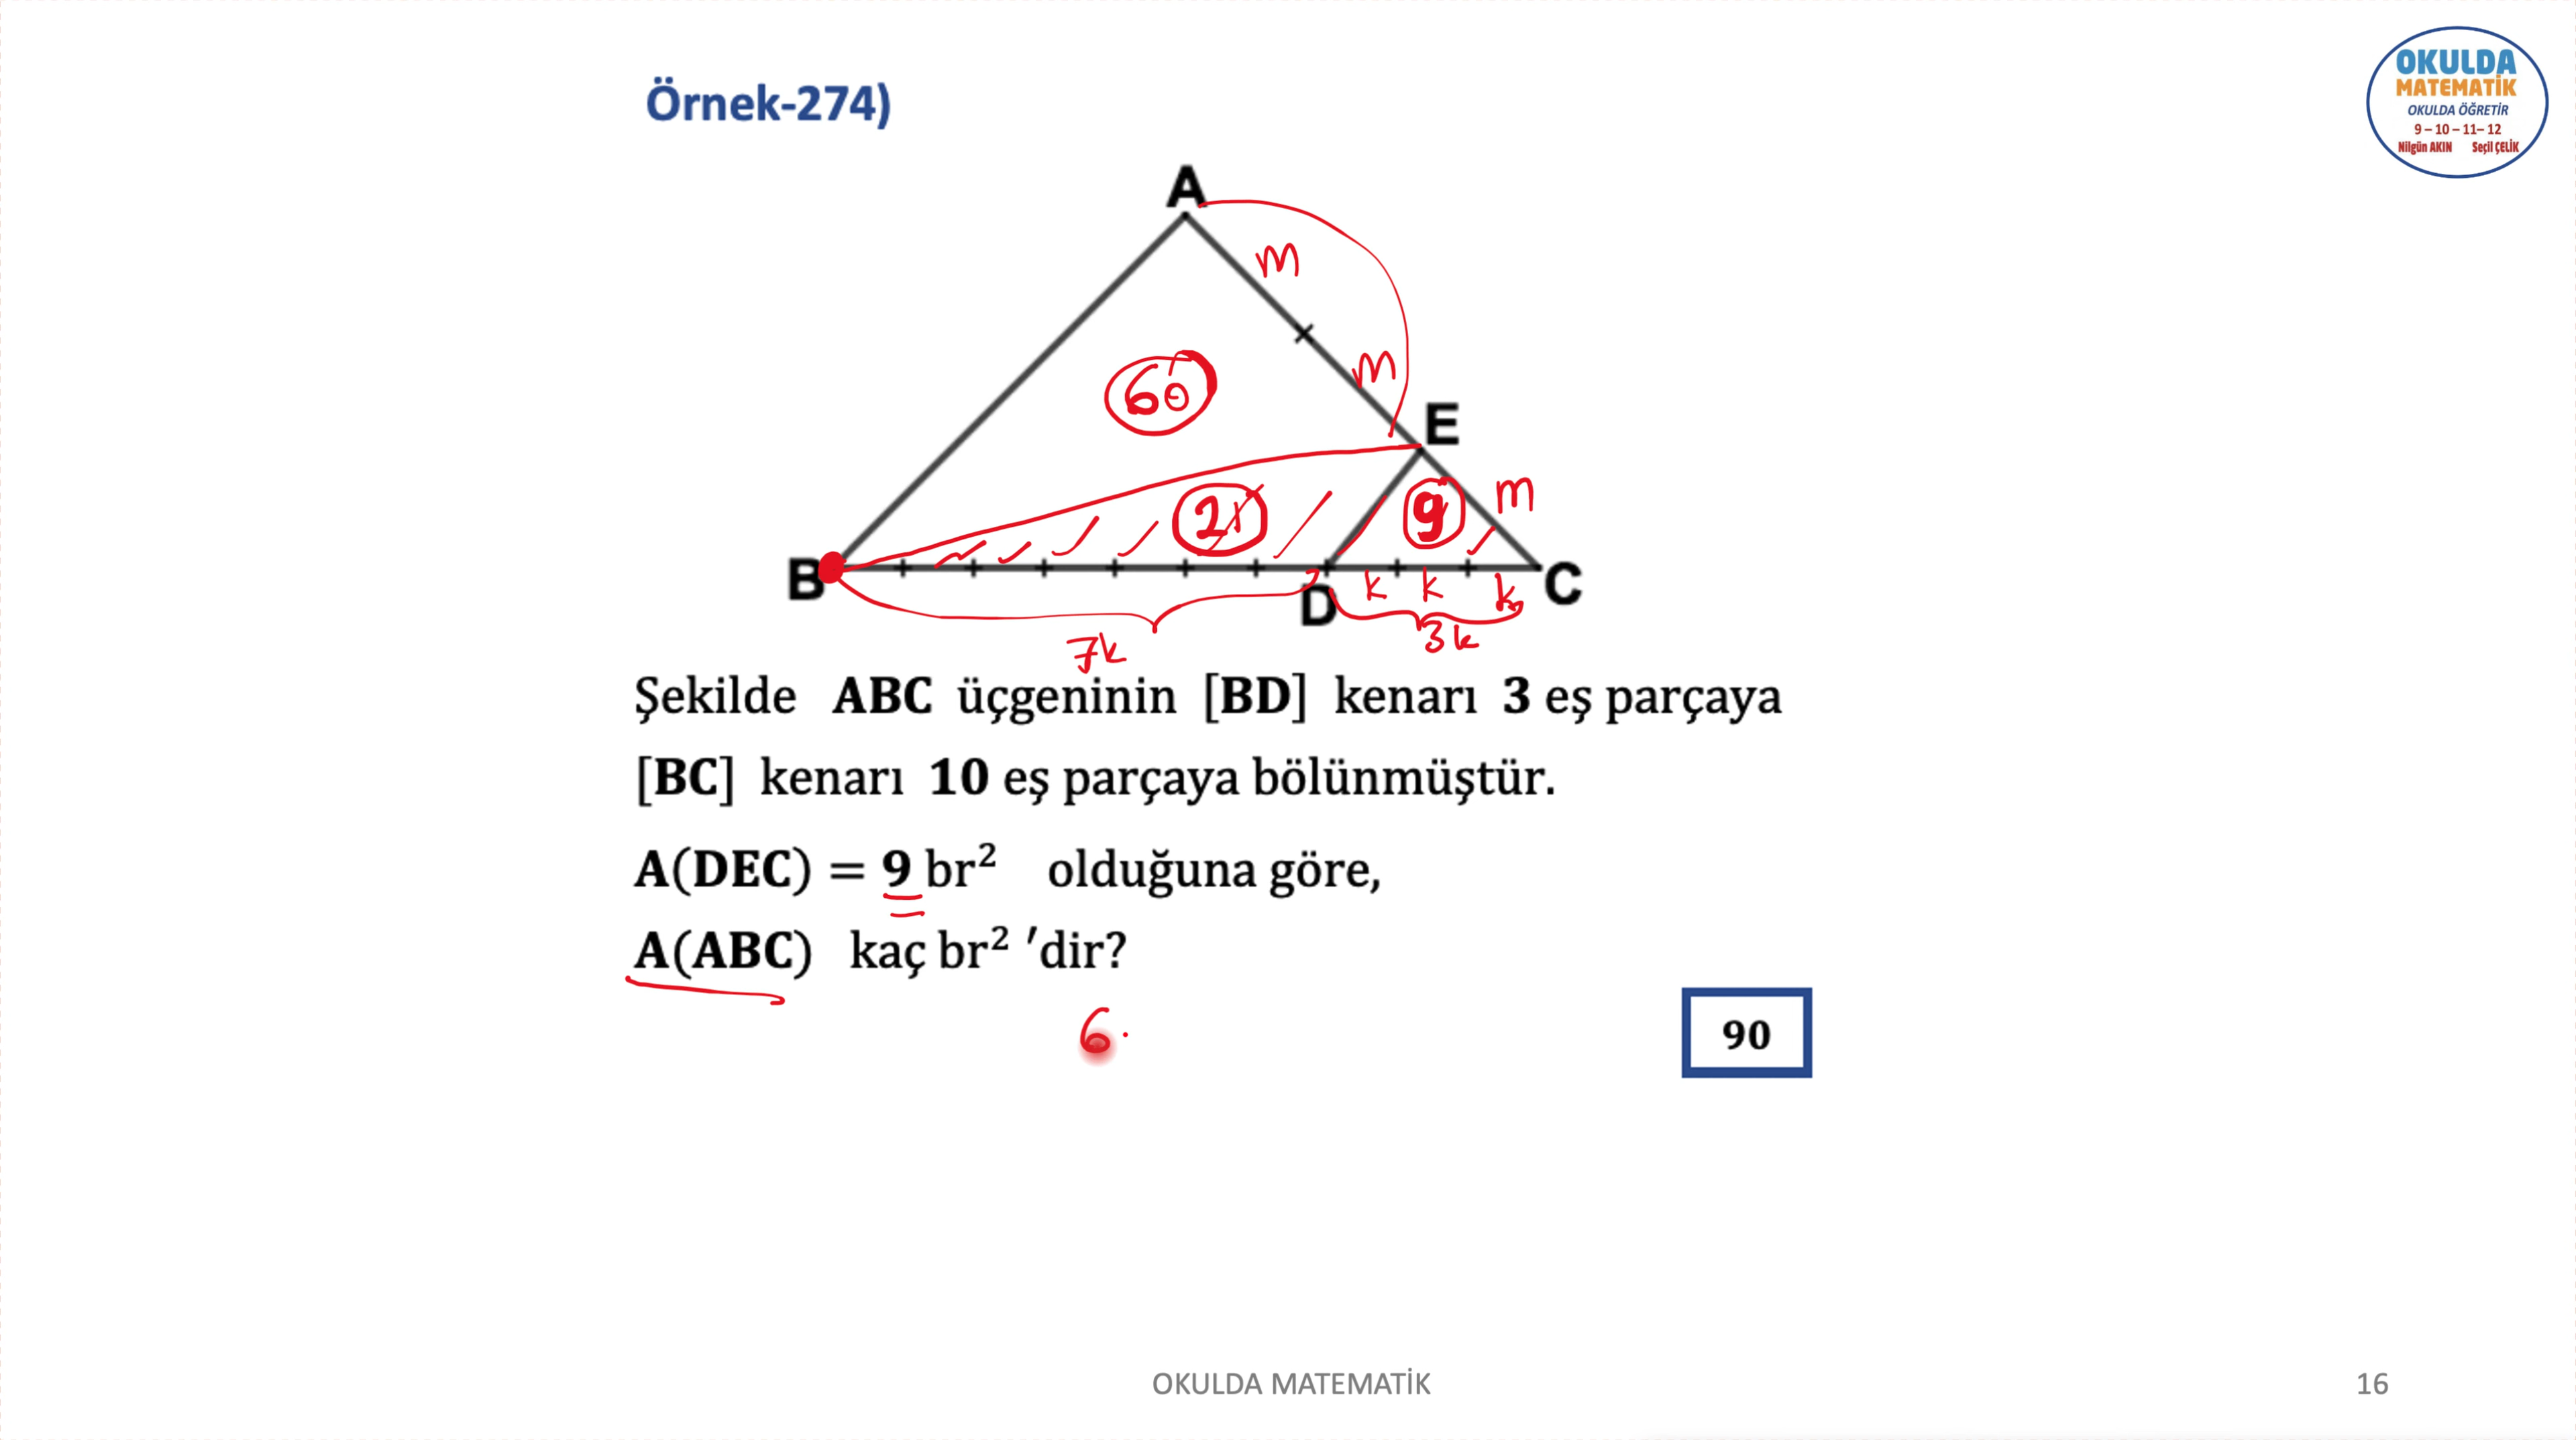 Örnek-274)
OKULDA
MATEMATİK
OKULDA ÖĞRETİR
9 – 10 – 11– 12
Nilgün AKIN Seçil ÇELİK
A
m
m
60
E
m
21
9
B
D
k k k
C
7k
3k
Şekilde ABC üçgeninin [BD] kenarı 3 eş parçaya
[BC] kenarı 10 eş parçaya bölünmüştür.
A(DEC) = 9 br² olduğuna göre,
A(ABC) kaç br² 'dir?
6
90
OKULDA MATEMATİK
16